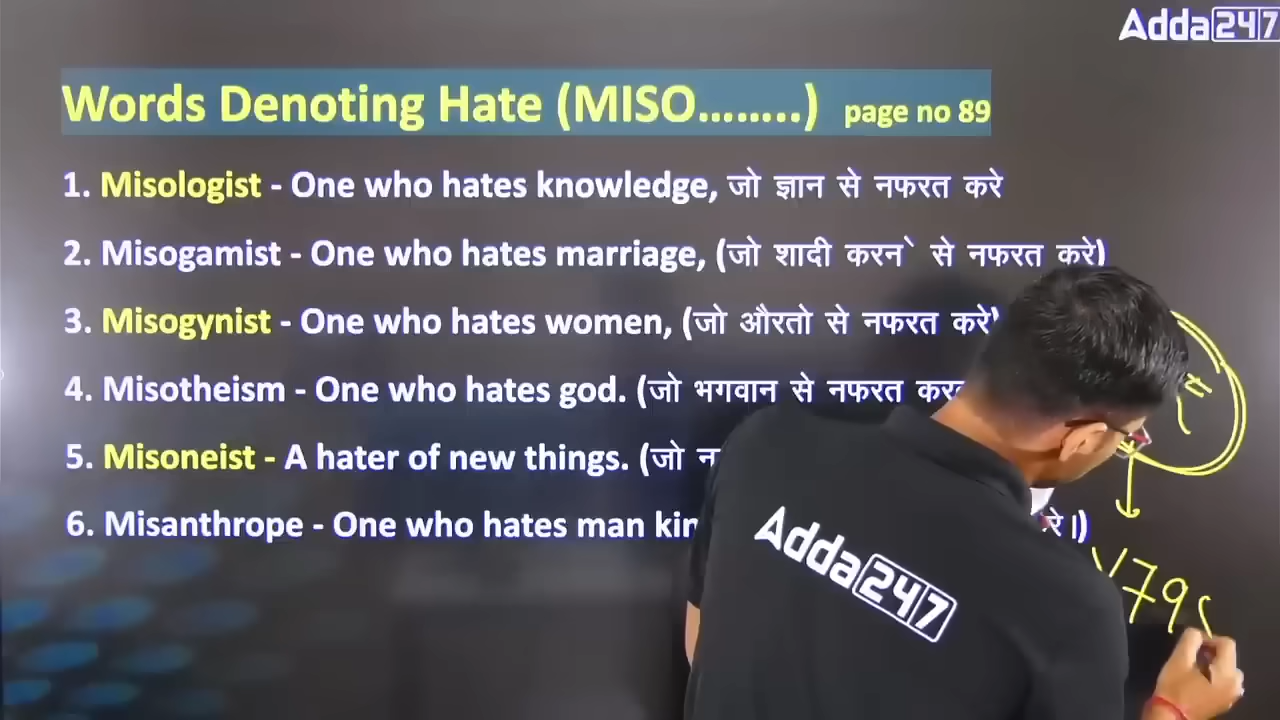 Adda247
Words Denoting Hate (MISO........) page no 89
1. Misologist - One who hates knowledge, जो ज्ञान से नफरत करे
2. Misogamist - One who hates marriage, (जो शादी करन` से नफरत करे)
3. Misogynist - One who hates women, (जो औरतो से नफरत करे)
4. Misotheism - One who hates god. (जो भगवान से नफरत
5. Misoneist - A hater of new things. (जो
6. Misanthrope - One who hates man
Adda247